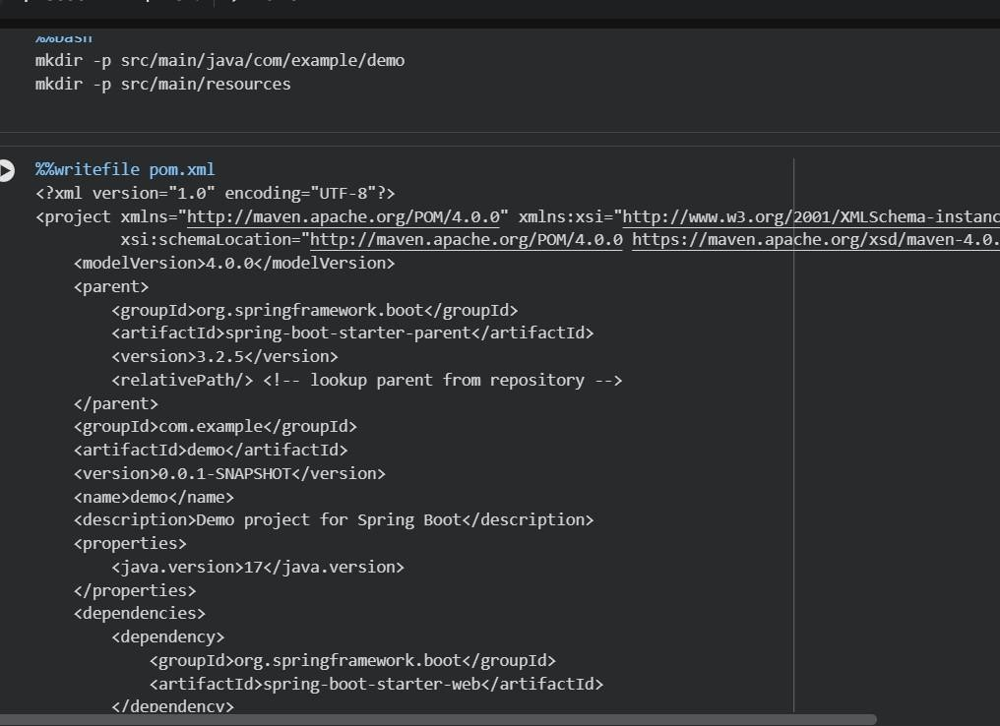 %%bash
mkdir -p src/main/java/com/example/demo
mkdir -p src/main/resources
%%writefile pom.xml
<?xml version="1.0" encoding="UTF-8"?>
<project xmlns="http://maven.apache.org/POM/4.0.0" xmlns:xsi="http://www.w3.org/2001/XMLSchema-instanc
xsi:schemaLocation="http://maven.apache.org/POM/4.0.0 https://maven.apache.org/xsd/maven-4.0.
<modelVersion>4.0.0</modelVersion>
<parent>
<groupId>org.springframework.boot</groupId>
<artifactId>spring-boot-starter-parent</artifactId>
<version>3.2.5</version>
<relativePath/> <!-- lookup parent from repository -->
</parent>
<groupId>com.example</groupId>
<artifactId>demo</artifactId>
<version>0.0.1-SNAPSHOT</version>
<name>demo</name>
<description>Demo project for Spring Boot</description>
<properties>
<java.version>17</java.version>
</properties>
<dependencies>
<dependency>
<groupId>org.springframework.boot</groupId>
<artifactId>spring-boot-starter-web</artifactId>
</dependency>